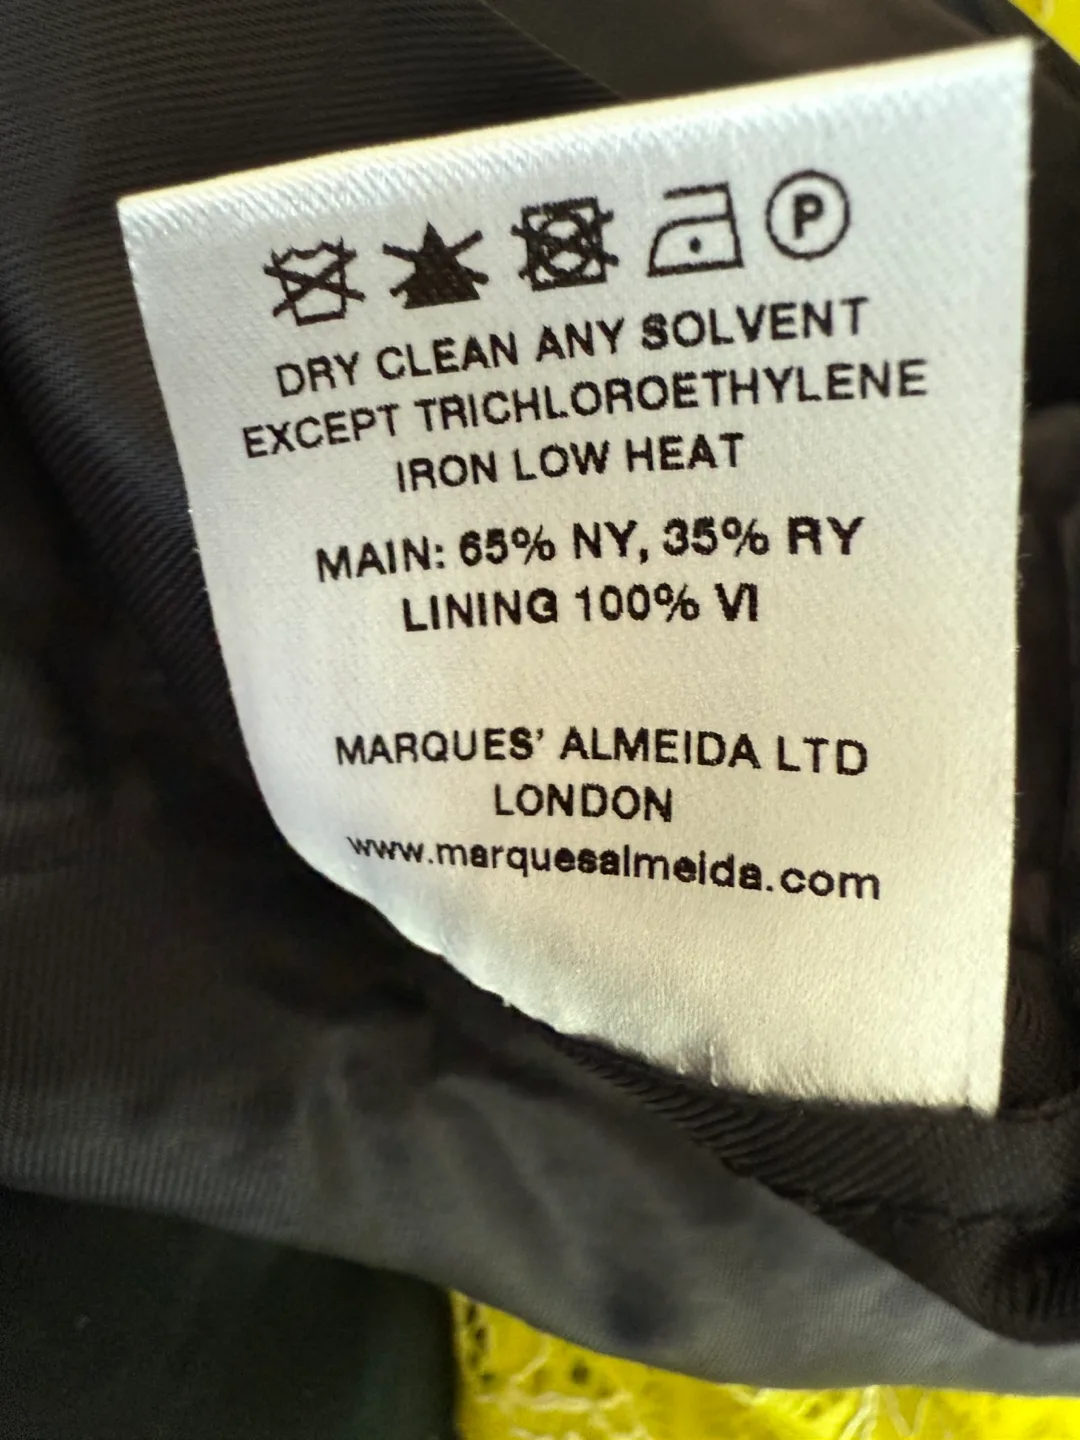 P
DRY CLEAN ANY SOLVENT
EXCEPT TRICHLOROETHYLENE
IRON LOW HEAT
MAIN: 65% NY, 35% RY
LINING 100% VI
MARQUES' ALMEIDA LTD
LONDON
www.marquesalmeida.com